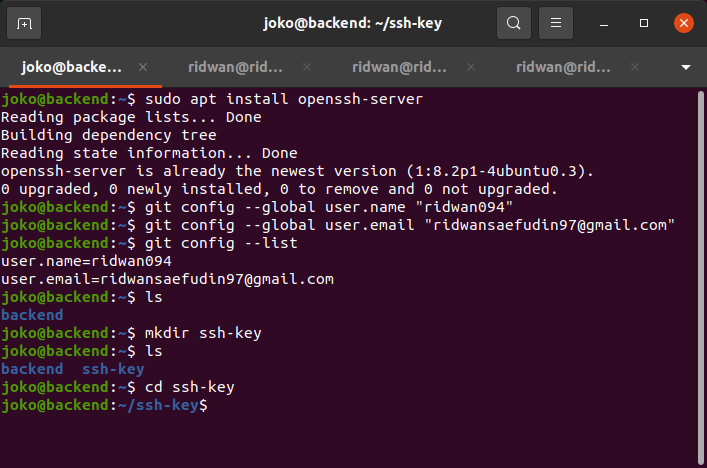 joko@backend: ~/ssh-key
joko@backe... ridwan@rid... ridwan@rid... ridwan@rid...
joko@backend:~$ sudo apt install openssh-server
Reading package lists... Done
Building dependency tree
Reading state information... Done
openssh-server is already the newest version (1:8.2p1-4ubuntu0.3).
0 upgraded, 0 newly installed, 0 to remove and 0 not upgraded.
joko@backend:~$ git config --global user.name "ridwan094"
joko@backend:~$ git config --global user.email "ridwansaefudin97@gmail.com"
joko@backend:~$ git config --list
user.name=ridwan094
user.email=ridwansaefudin97@gmail.com
joko@backend:~$ ls
backend
joko@backend:~$ mkdir ssh-key
joko@backend:~$ ls
backend  ssh-key
joko@backend:~$ cd ssh-key
joko@backend:~/ssh-key$